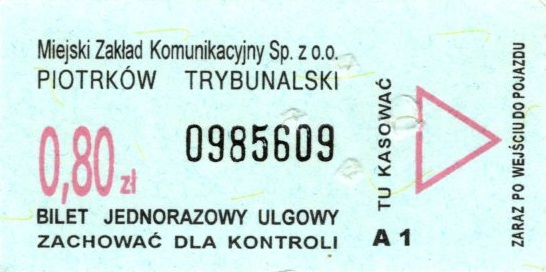 Miejski Zakład Komunikacyjny Sp. z o.o.
PIOTRKÓW TRYBUNALSKI
0,80 zł
0985609
BILET JEDNORAZOWY ULGOWY
ZACHOWAĆ DLA KONTROLI
A 1
TU KASOWAĆ
ZARAZ PO WEJŚCIU DO POJAZDU